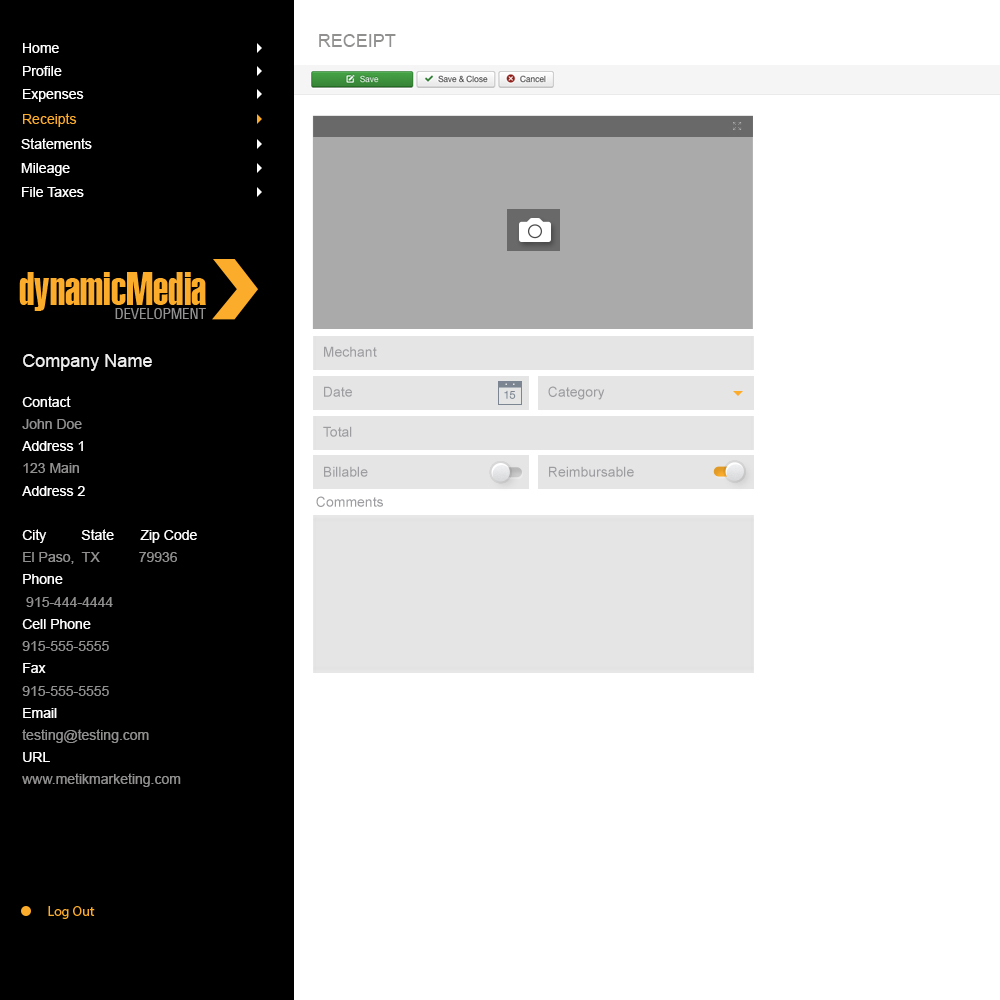 Home
Profile
Expenses
Receipts
Statements
Mileage
File Taxes
dynamicMedia
DEVELOPMENT
Company Name
Contact
John Doe
Address 1
123 Main
Address 2
City State Zip Code
El Paso, TX 79936
Phone
915-444-4444
Cell Phone
915-555-5555
Fax
915-555-5555
Email
testing@testing.com
URL
www.metikmarketing.com
Log Out
RECEIPT
Save Save & Close Cancel
Mechant
Date 15 Category
Total
Billable Reimbursable
Comments